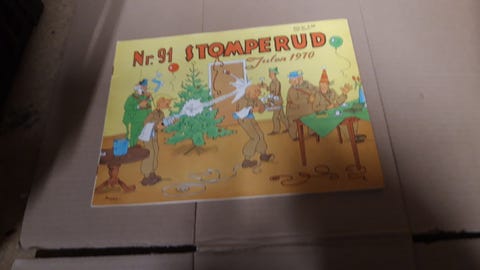 Nr. 91 STOMPERUD
Julen 1970